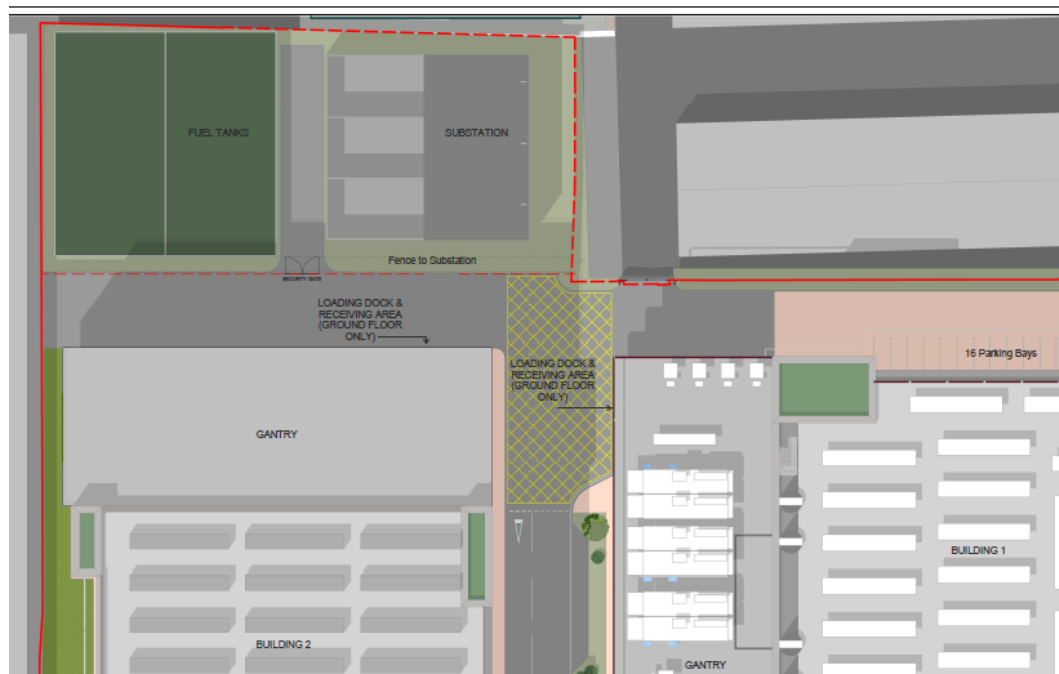 FUEL TANKS
SUBSTATION
Fence to Substation
SECURITY GATE
LOADING DOCK &
RECEIVING AREA
(GROUND FLOOR
ONLY)
LOADING DOCK &
RECEIVING AREA
(GROUND FLOOR
ONLY)
16 Parking Bays
GANTRY
BUILDING 1
BUILDING 2
GANTRY